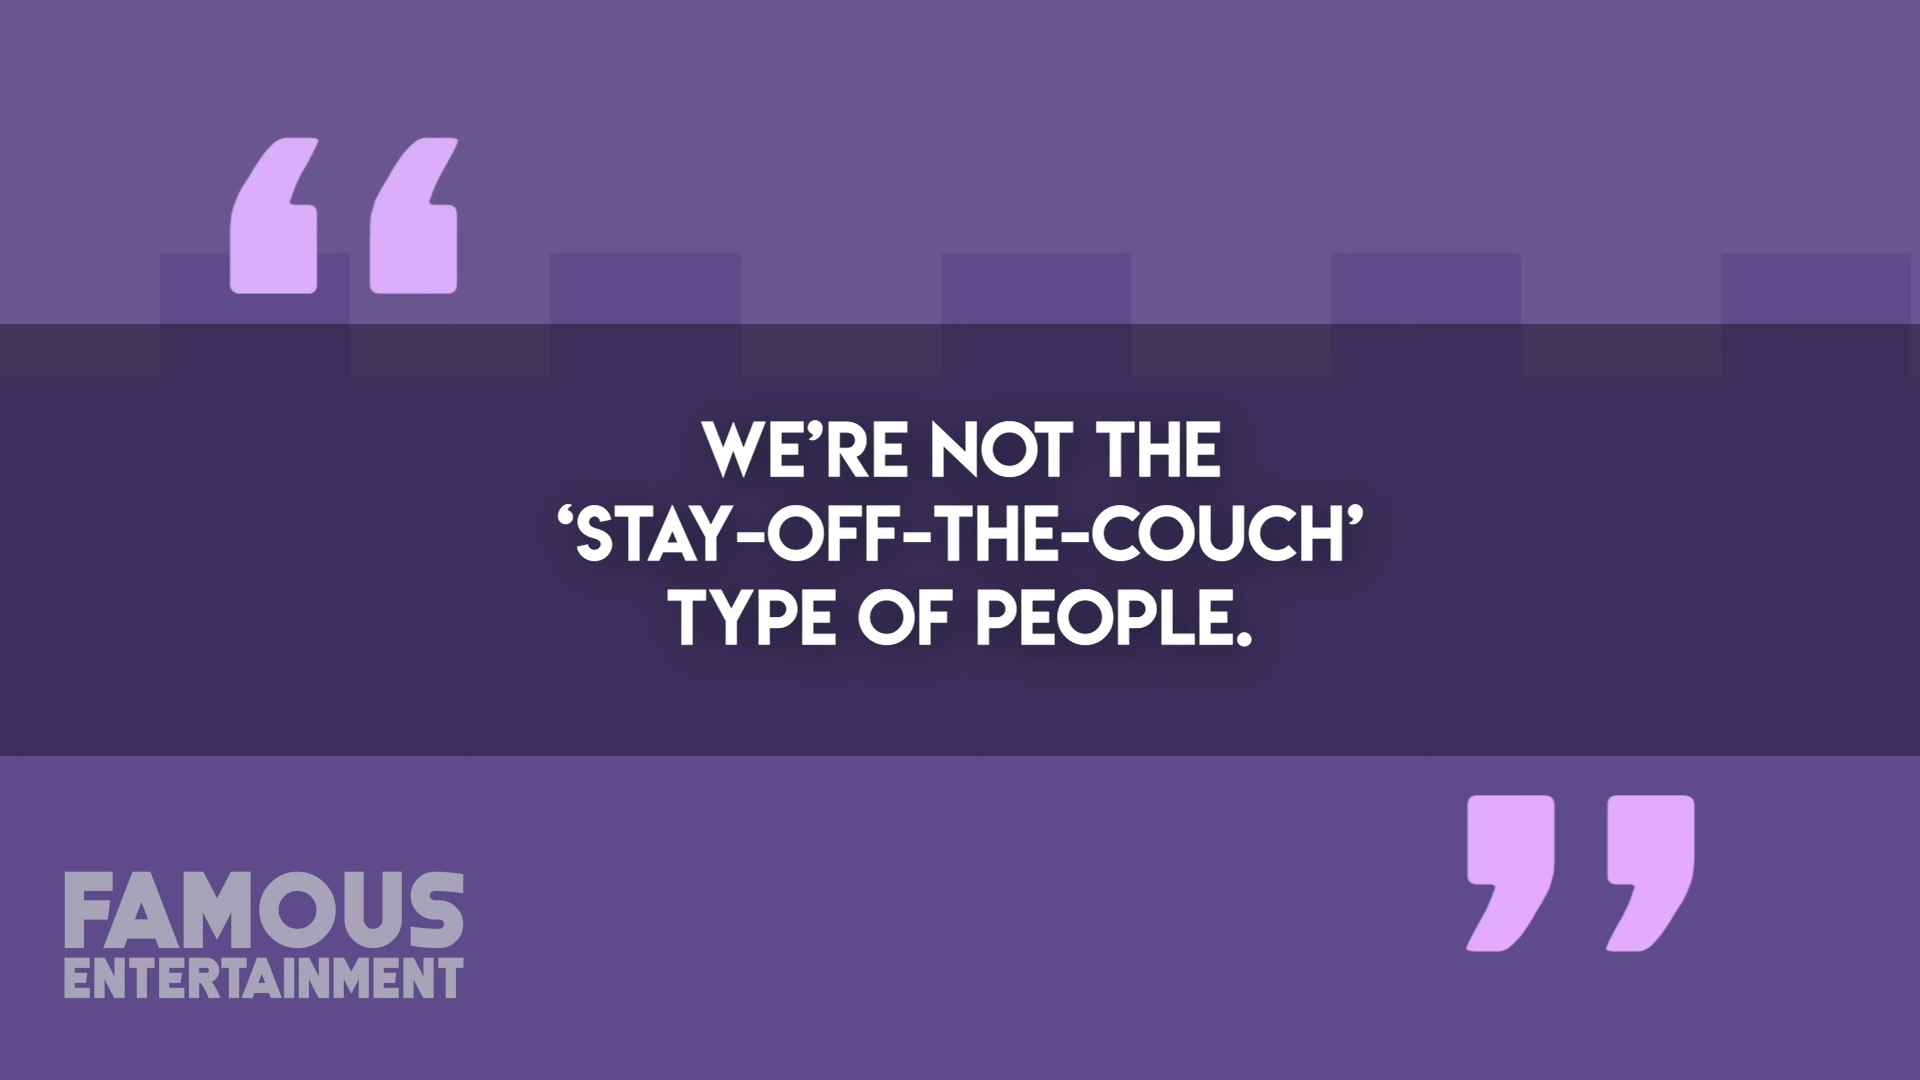 “
WE’RE NOT THE
‘STAY-OFF-THE-COUCH’
TYPE OF PEOPLE.
”
FAMOUS
ENTERTAINMENT